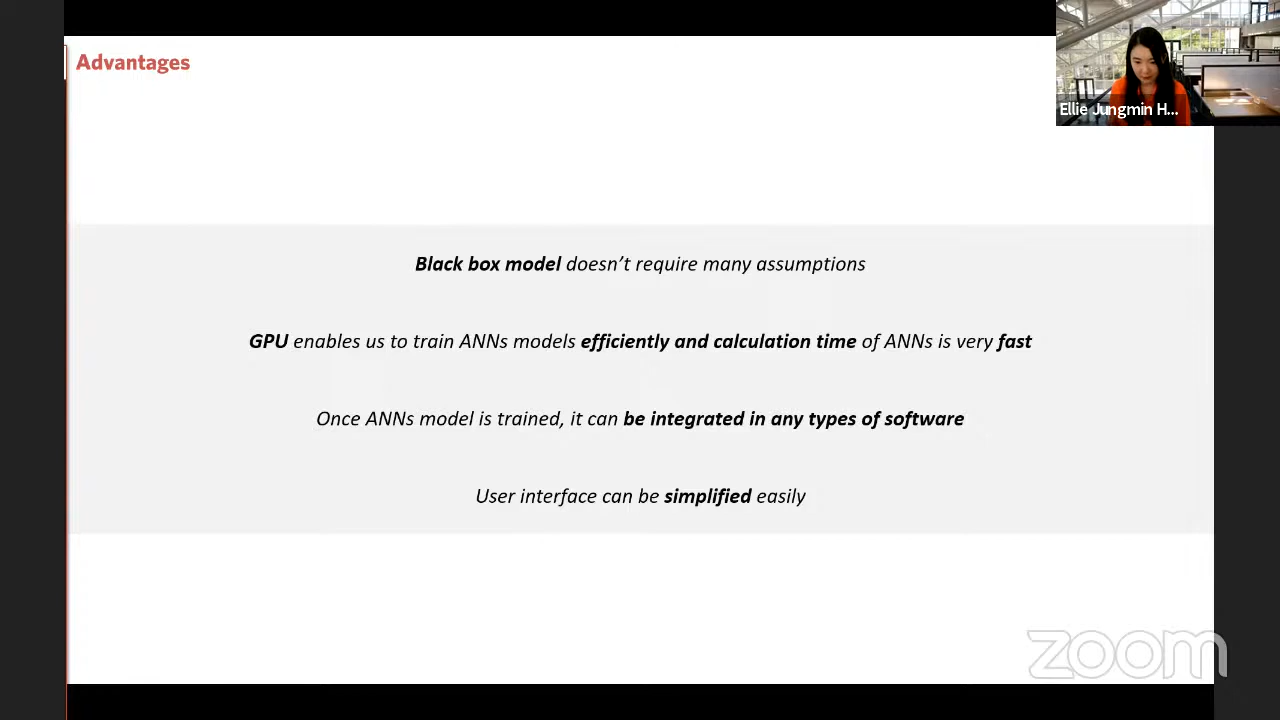 Advantages
Ellie Jungmin H...
Black box model doesn't require many assumptions
GPU enables us to train ANNs models efficiently and calculation time of ANNs is very fast
Once ANNs model is trained, it can be integrated in any types of software
User interface can be simplified easily
zoom